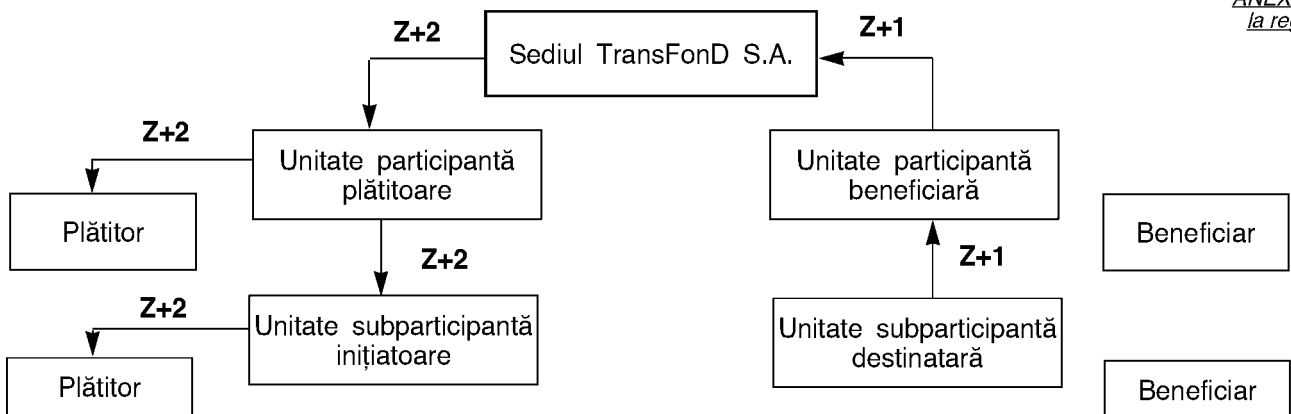 ANEX
la reg
Z+2
Sediul TransFonD S.A.
Z+1
Z+2
Unitate participantă
plătitoare
Unitate participantă
beneficiară
Plătitor
Beneficiar
Z+2
Z+1
Z+2
Unitate subparticipantă
inițiatoare
Unitate subparticipantă
destinatară
Plătitor
Beneficiar